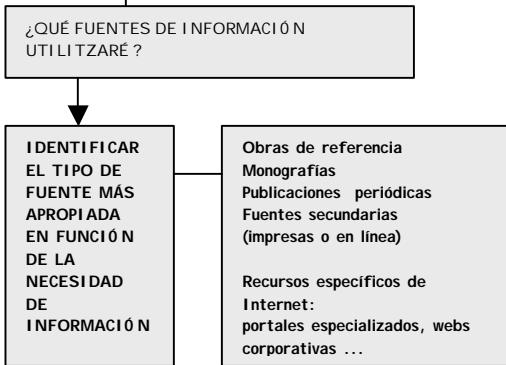 ¿QUÉ FUENTES DE INFORMACIÓN
UTILITZARÉ?
IDENTIFICAR
EL TIPO DE
FUENTE MÁS
APROPIADA
EN FUNCIÓN
DE LA
NECESIDAD
DE
INFORMACIÓN
Obras de referencia
Monografías
Publicaciones periódicas
Fuentes secundarias
(impresas o en línea)
Recursos específicos de
Internet:
portales especializados, webs
corporativas ...